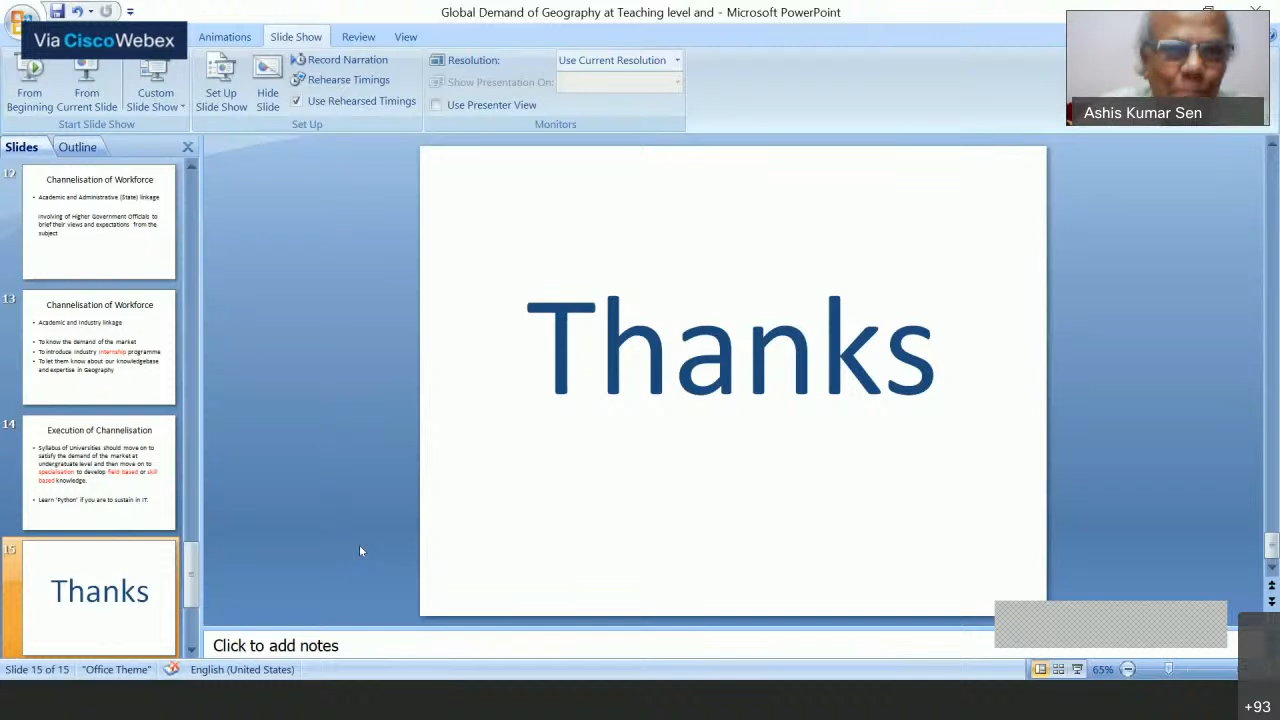 Global Demand of Geography at Teaching level and - Microsoft PowerPoint
Via Cisco Webex
Animations
Slide Show
Review
View
From Beginning
From Current Slide
Custom Slide Show
Start Slide Show
Set Up Slide Show
Hide Slide
Record Narration
Rehearse Timings
Use Rehearsed Timings
Set Up
Resolution:
Use Current Resolution
Show Presentation On:
Use Presenter View
Monitors
Ashis Kumar Sen
Slides
Outline
12
Channelisation of Workforce
• Academic and Administrative (State) linkage
Involving of Higher Government Officials to
brief their views and expectations from the
subject
13
Channelisation of Workforce
• Academic and Industry linkage
• To know the demand of the market
• To introduce Industry Internship programme
• To let them know about our knowledgebase
and expertise in Geography
14
Execution of Channelisation
• Syllabus of Universities should move on to
satisfy the demand of the market at
undergraduate level and then move on to
specialisation to develop field based or skill
based knowledge.
• Learn 'Python' if you are to sustain in IT.
15
Thanks
Thanks
Click to add notes
Slide 15 of 15
"Office Theme"
English (United States)
65%
+93